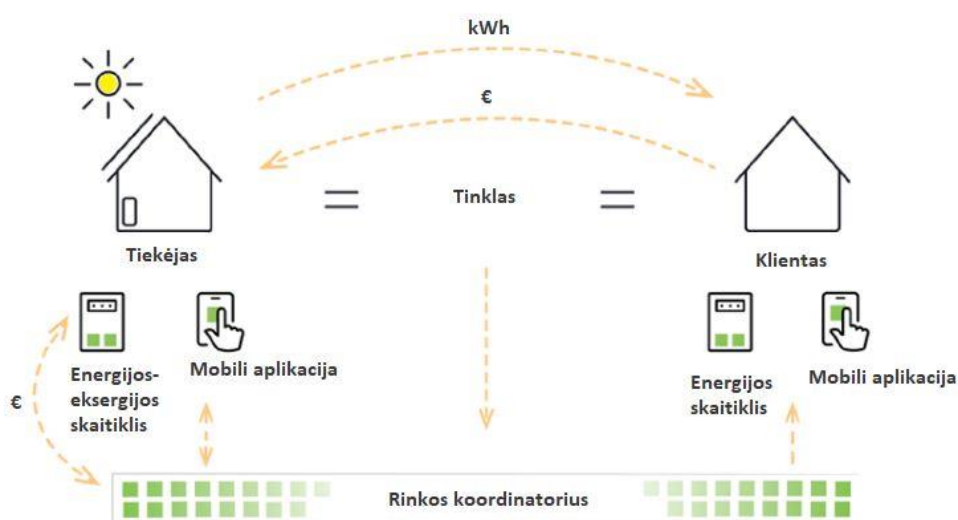 kWh
€
Tinklas
Tiekėjas
Klientas
Energijos-
eksergijos
skaitiklis
Mobili aplikacija
Energijos
skaitiklis
Mobili aplikacija
€
Rinkos koordinatorius